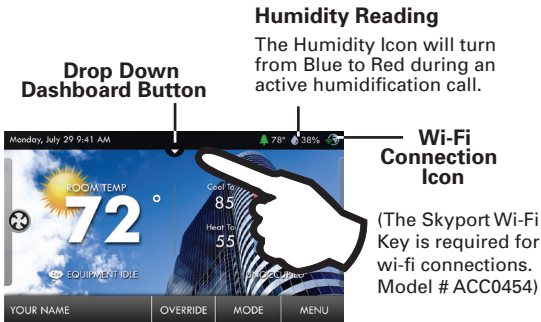 Humidity Reading
The Humidity Icon will turn
from Blue to Red during an
active humidification call.
Drop Down
Dashboard Button
Monday, July 29 9:41 AM
78° 38%
Wi-Fi
Connection
Icon
(The Skyport Wi-Fi
Key is required for
wi-fi connections.
Model # ACC0454)
ROOM TEMP
72°
Cool To
85
Heat To
55
EQUIPMENT IDLE
YOUR NAME
OVERRIDE
MODE
MENU